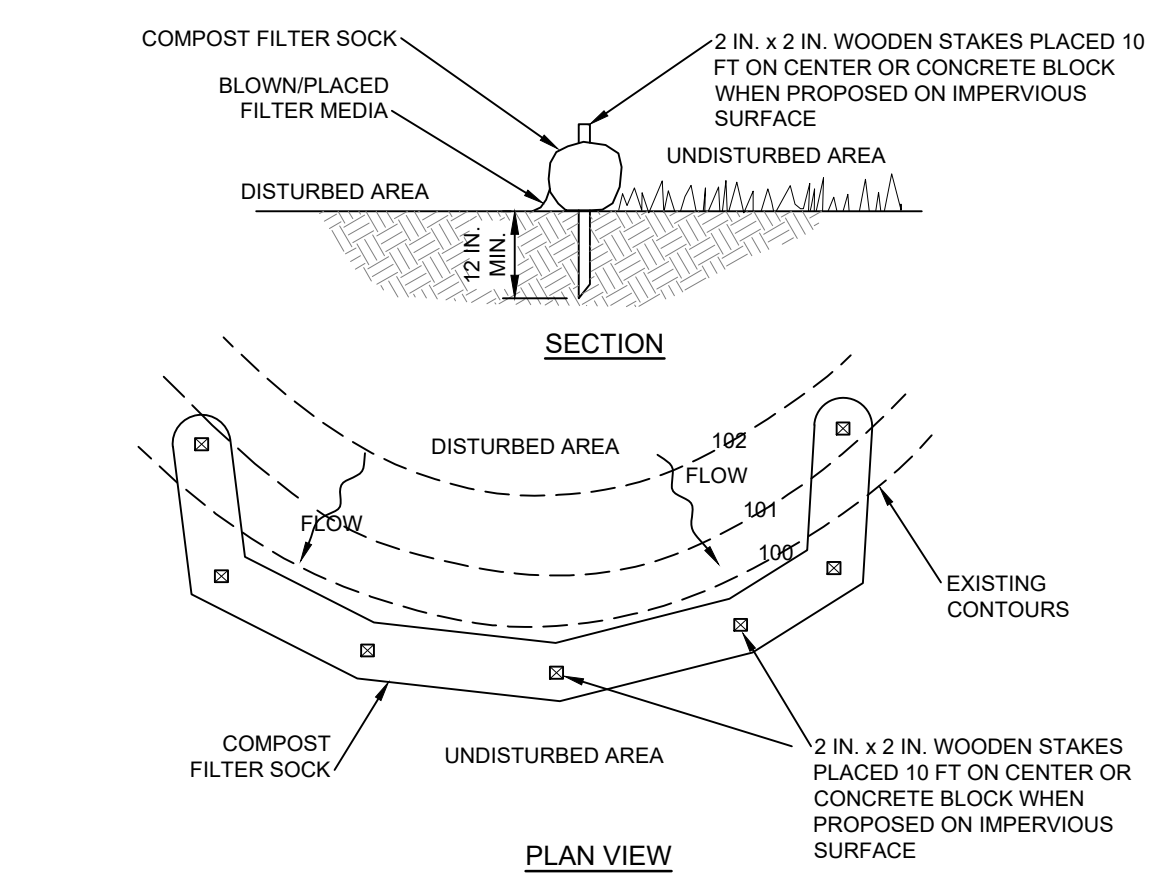 COMPOST FILTER SOCK
BLOWN/PLACED
FILTER MEDIA
2 IN. x 2 IN. WOODEN STAKES PLACED 10
FT ON CENTER OR CONCRETE BLOCK
WHEN PROPOSED ON IMPERVIOUS
SURFACE
DISTURBED AREA
UNDISTURBED AREA
12 IN.
MIN.
SECTION
DISTURBED AREA
102
FLOW
FLOW
101
100
EXISTING
CONTOURS
COMPOST
FILTER SOCK
UNDISTURBED AREA
2 IN. x 2 IN. WOODEN STAKES
PLACED 10 FT ON CENTER OR
CONCRETE BLOCK WHEN
PROPOSED ON IMPERVIOUS
SURFACE
PLAN VIEW